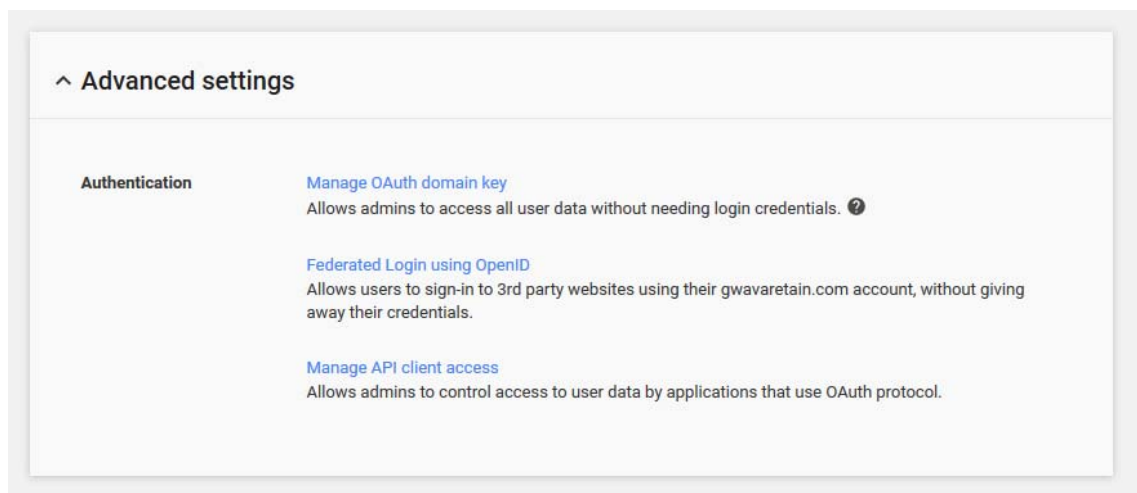 Advanced settings
Authentication
Manage OAuth domain key
Allows admins to access all user data without needing login credentials.
Federated Login using OpenID
Allows users to sign-in to 3rd party websites using their gwavaretain.com account, without giving
away their credentials.
Manage API client access
Allows admins to control access to user data by applications that use OAuth protocol.